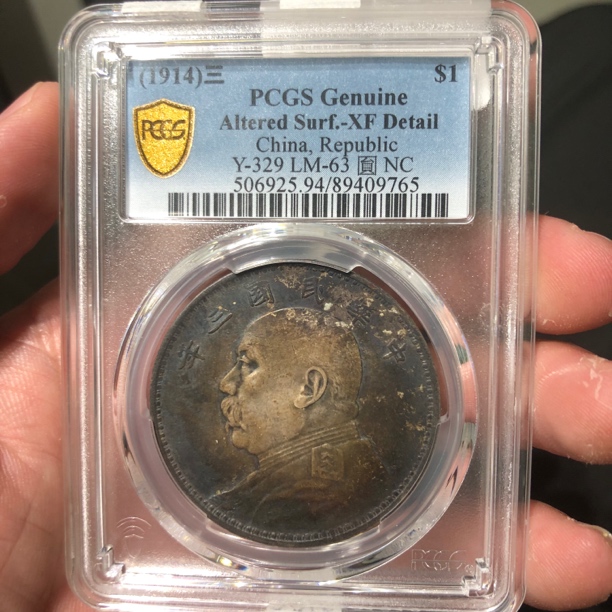 (1914)三 $1
PCGS
PCGS Genuine
Altered Surf.-XF Detail
China, Republic
Y-329 LM-63 圓 NC
506925.94/89409765
中華民國三年
PCGS